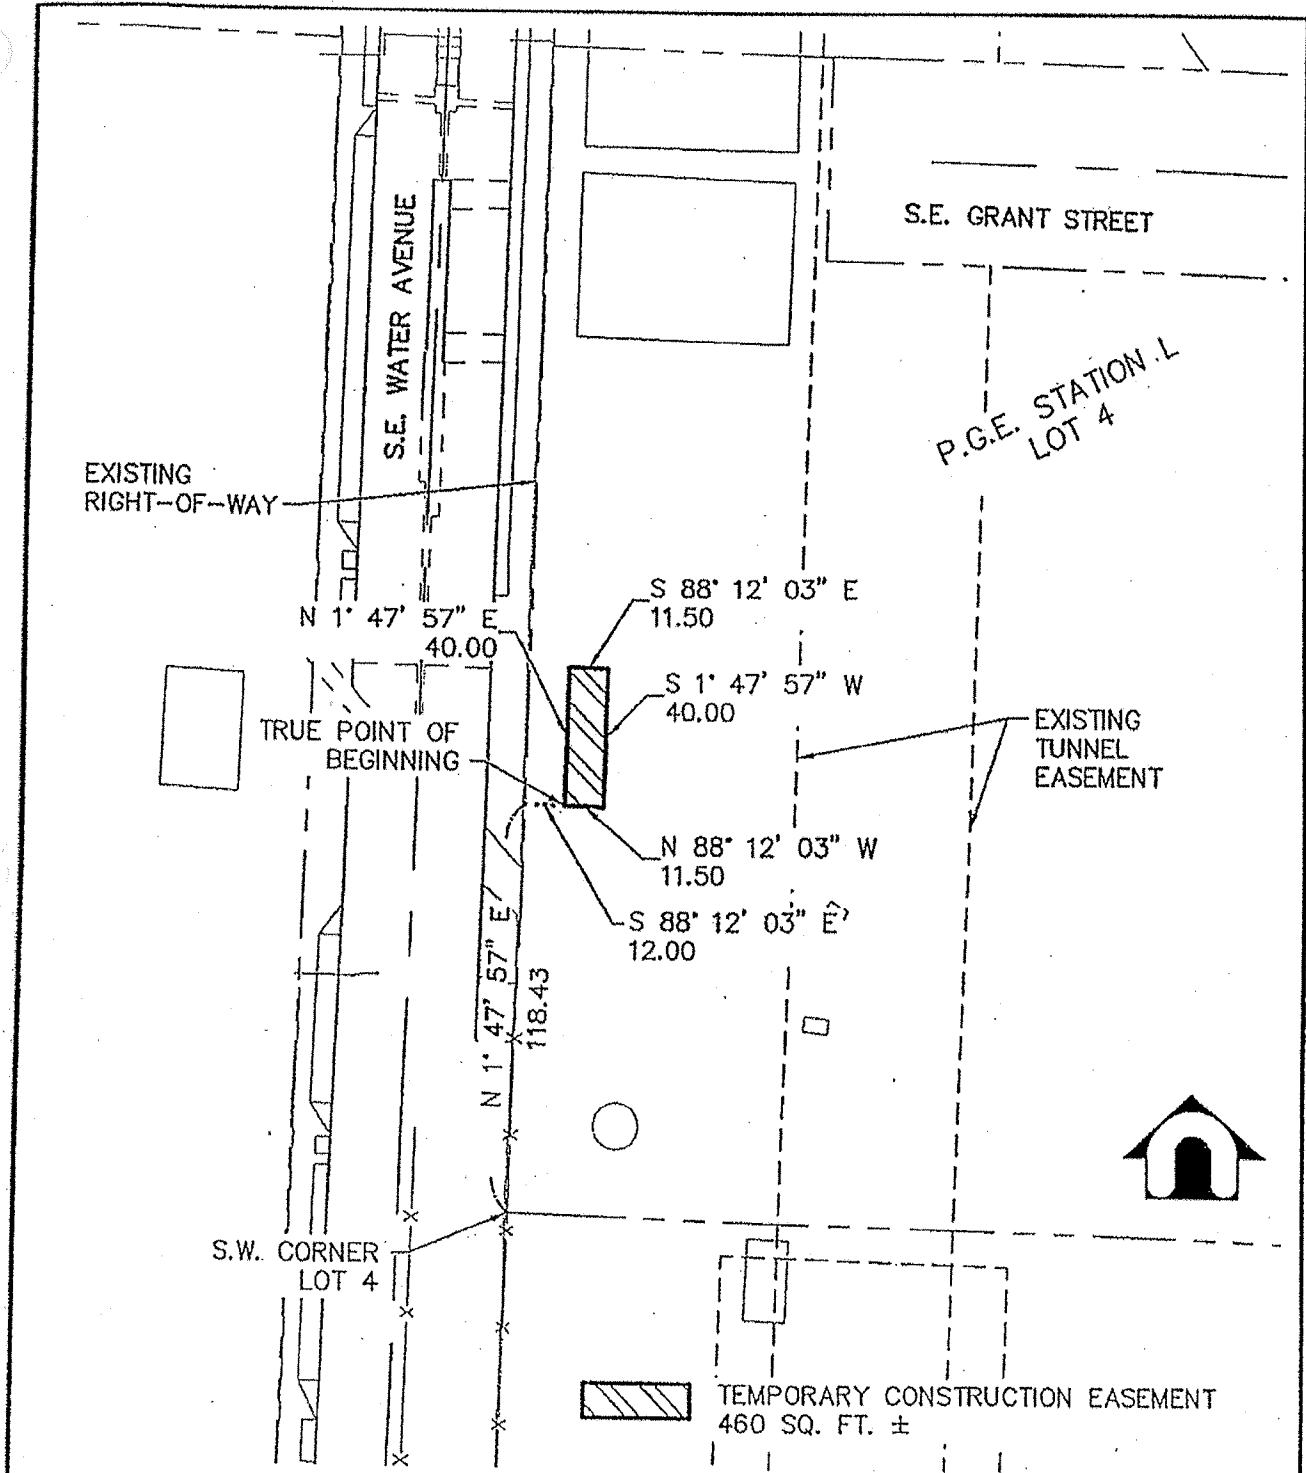 S.E. WATER AVENUE
S.E. GRANT STREET
P.G.E. STATION L
LOT 4
EXISTING
RIGHT-OF-WAY
S 88° 12' 03" E
11.50
N 1° 47' 57" E
40.00
S 1° 47' 57" W
40.00
TRUE POINT OF
BEGINNING
EXISTING
TUNNEL
EASEMENT
N 88° 12' 03" W
11.50
S 88° 12' 03" E
12.00
N 1° 47' 57" E
118.43
S.W. CORNER
LOT 4
TEMPORARY CONSTRUCTION EASEMENT
460 SQ. FT. ±